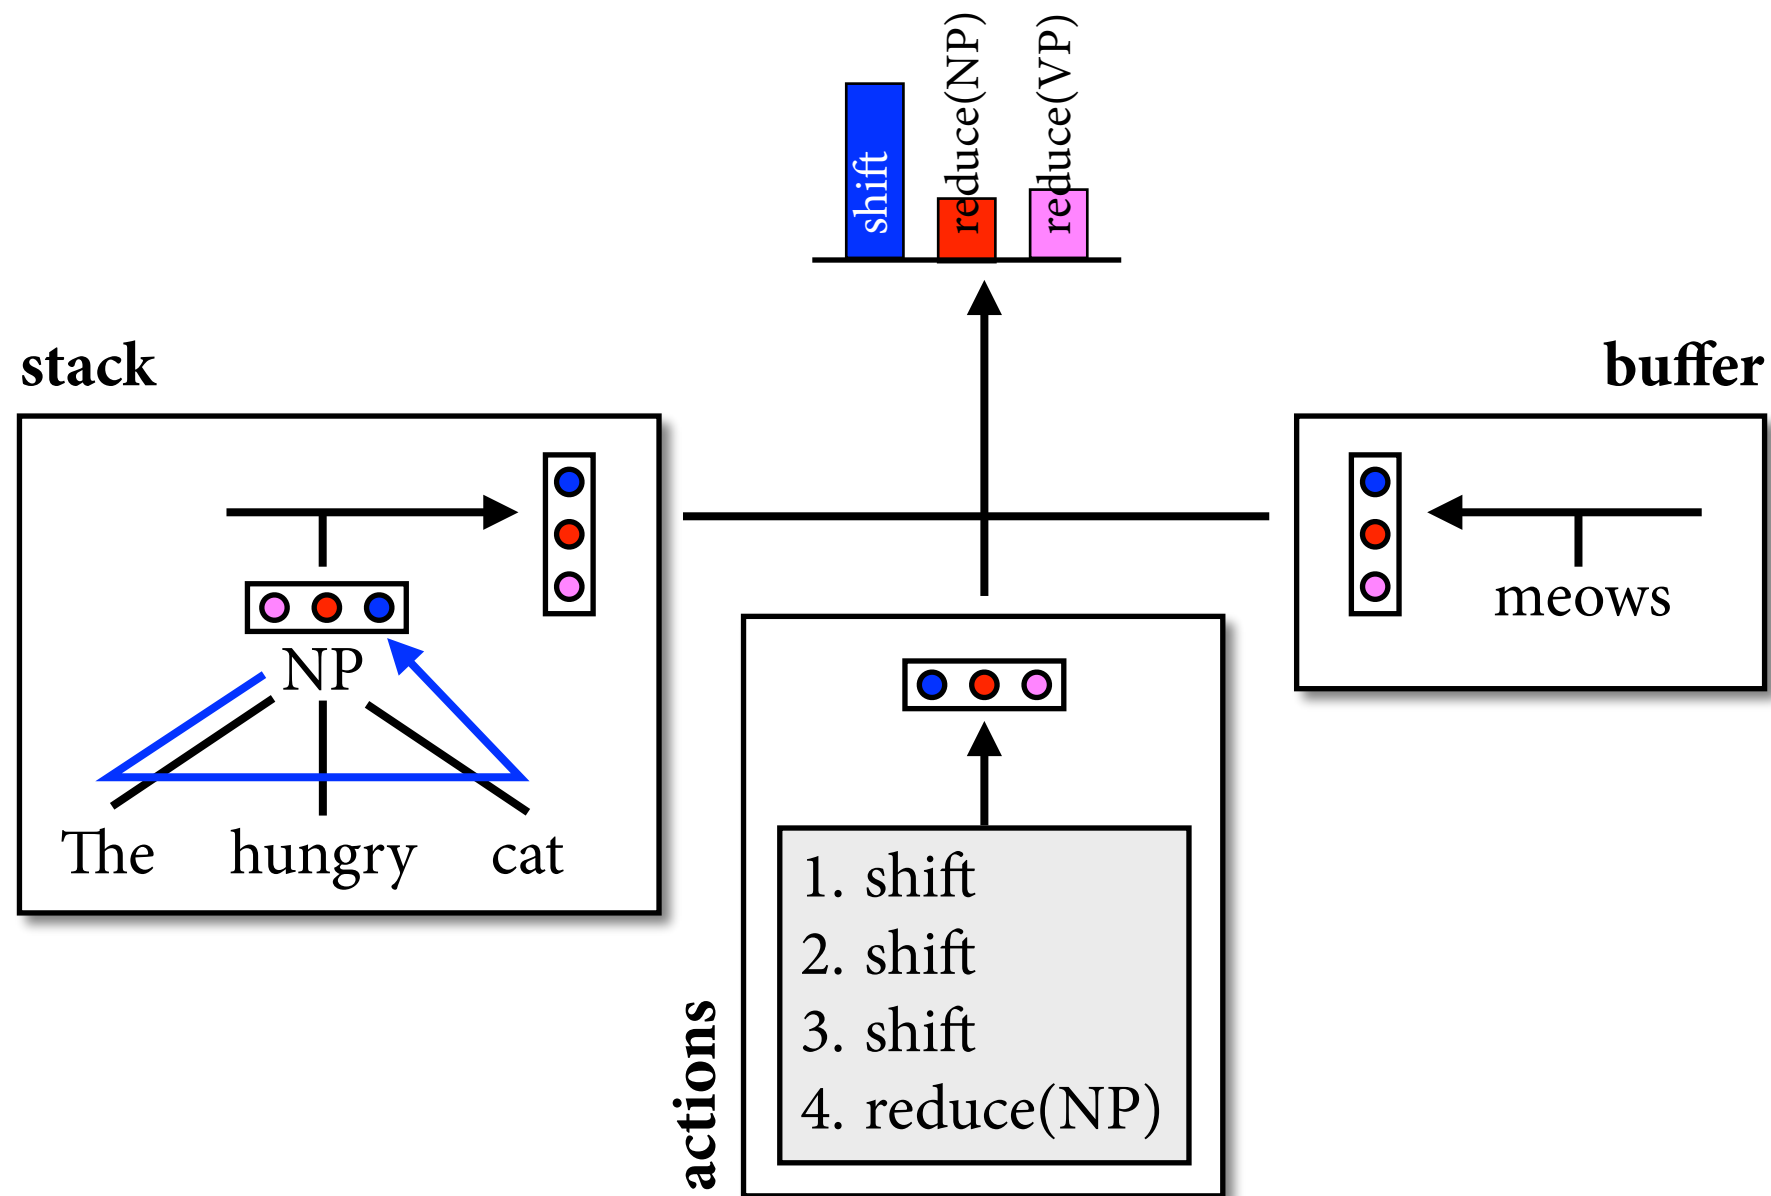 shift
reduce(NP)
reduce(VP)
stack
buffer
NP
The hungry cat
meows
actions
1. shift
2. shift
3. shift
4. reduce(NP)